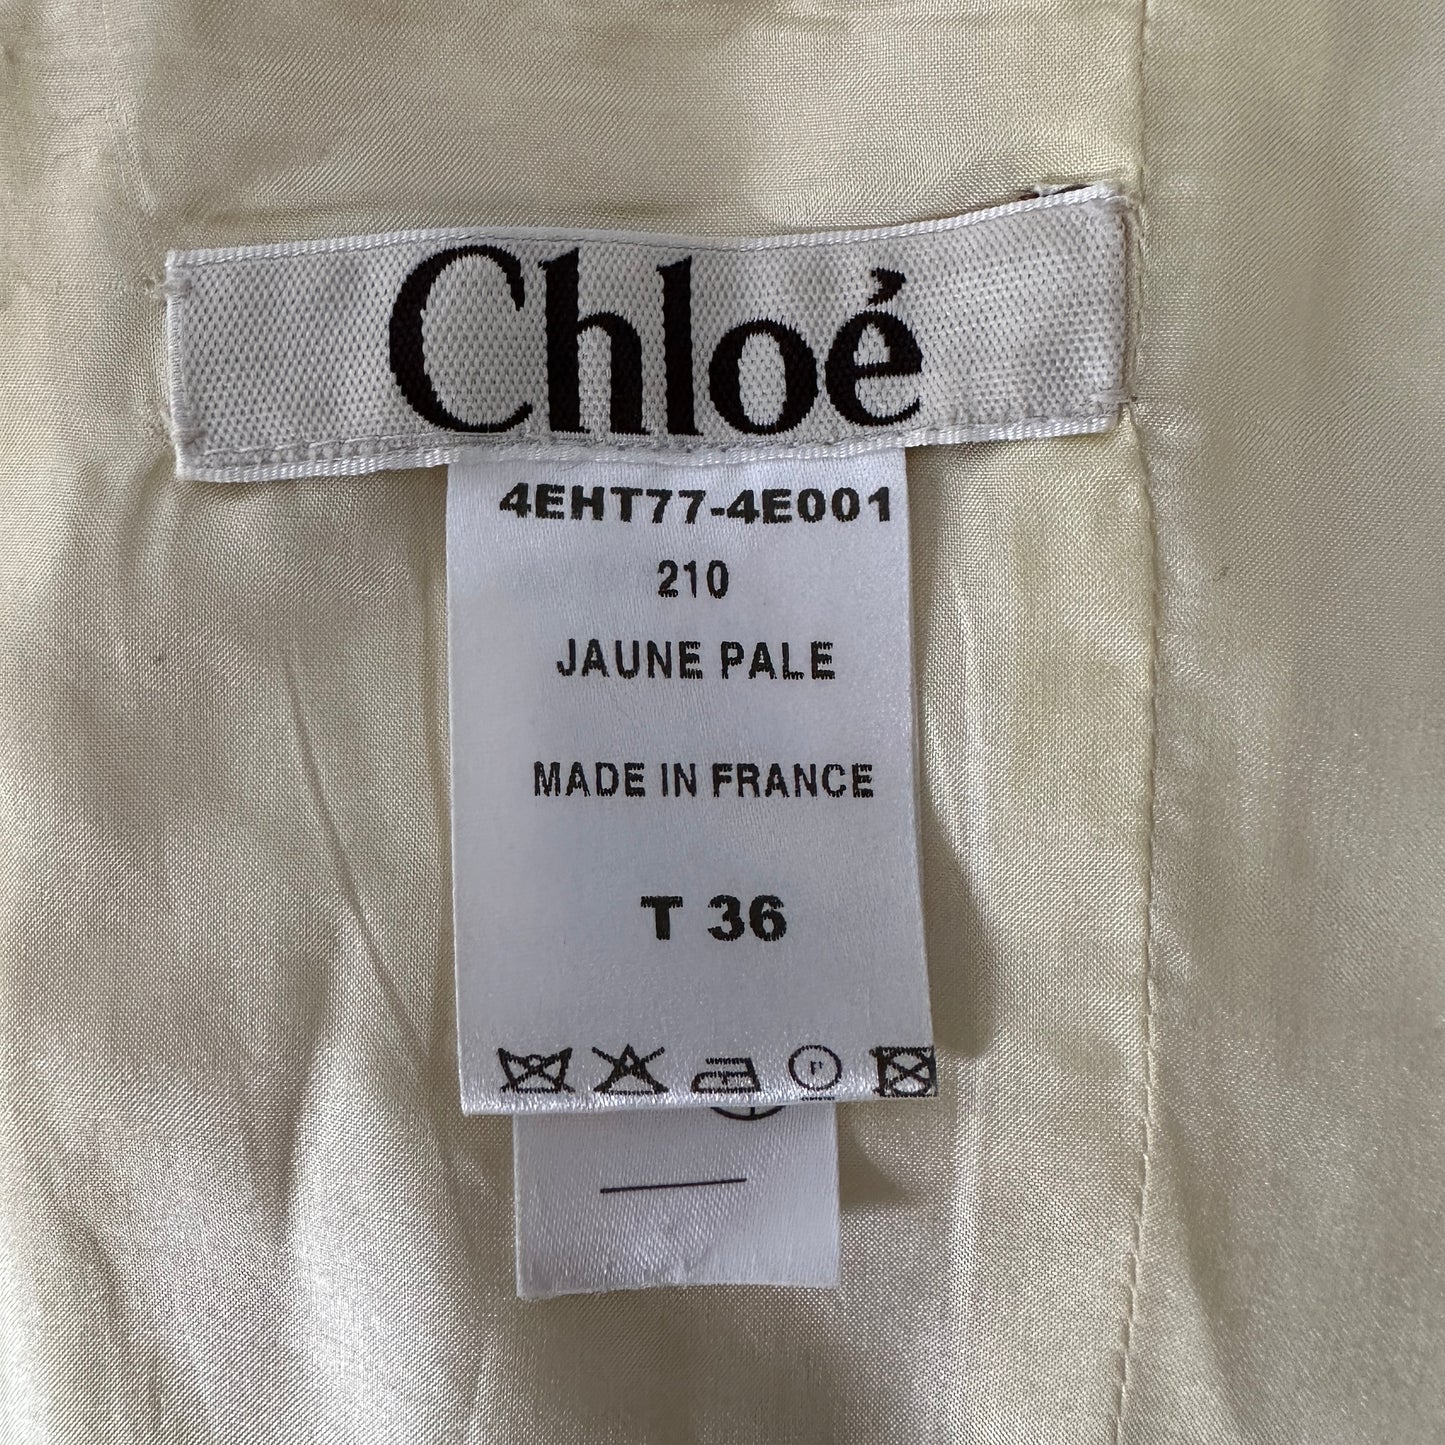 Chloé
4EHT77-4E001
210
JAUNE PALE
MADE IN FRANCE
T 36